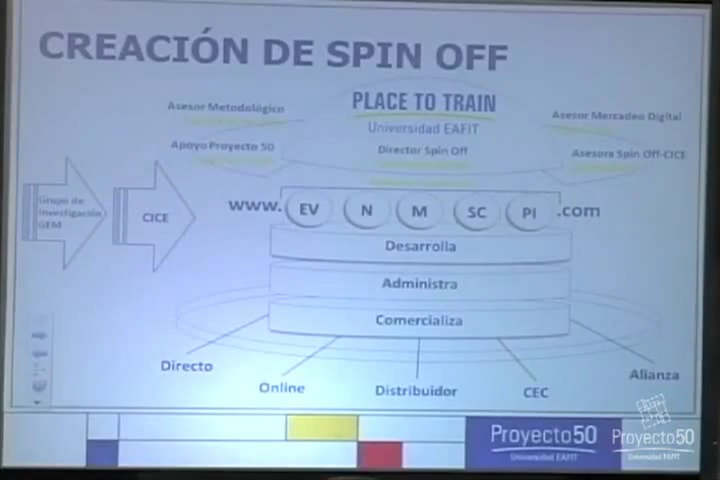 CREACIÓN DE SPIN OFF
Asesor Metodológico
PLACE TO TRAIN
Asesor Mercadeo Digital
Universidad EAFIT
Apoyo Proyecto 50
Director Spin Off
Asesora Spin Off-CICE
Grupo de
Investigación
GEM
CICE
www. EV N M SC PI .com
Desarrolla
Administra
Comercializa
Directo
Online
Distribuidor
CEC
Alianza
Proyecto50
Universidad EAFIT
Proyecto50
Universidad EAFIT